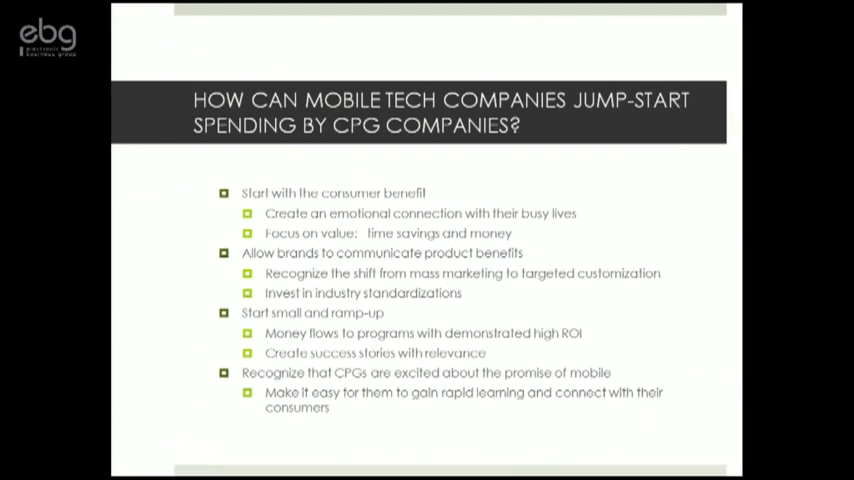 ebg
electronic
business group
HOW CAN MOBILE TECH COMPANIES JUMP-START
SPENDING BY CPG COMPANIES?
Start with the consumer benefit
Create an emotional connection with their busy lives
Focus on value: time savings and money
Allow brands to communicate product benefits
Recognize the shift from mass marketing to targeted customization
Invest in industry standardizations
Start small and ramp-up
Money flows to programs with demonstrated high ROI
Create success stories with relevance
Recognize that CPGs are excited about the promise of mobile
Make it easy for them to gain rapid learning and connect with their
consumers